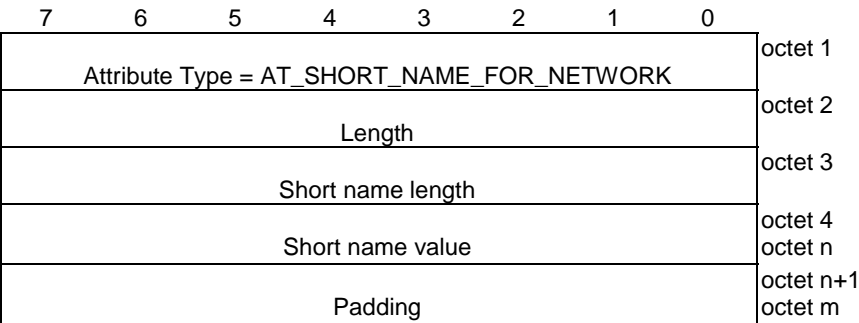 7 6 5 4 3 2 1 0
octet 1
Attribute Type = AT_SHORT_NAME_FOR_NETWORK
octet 2
Length
octet 3
Short name length
octet 4
Short name value octet n
octet n+1
Padding octet m